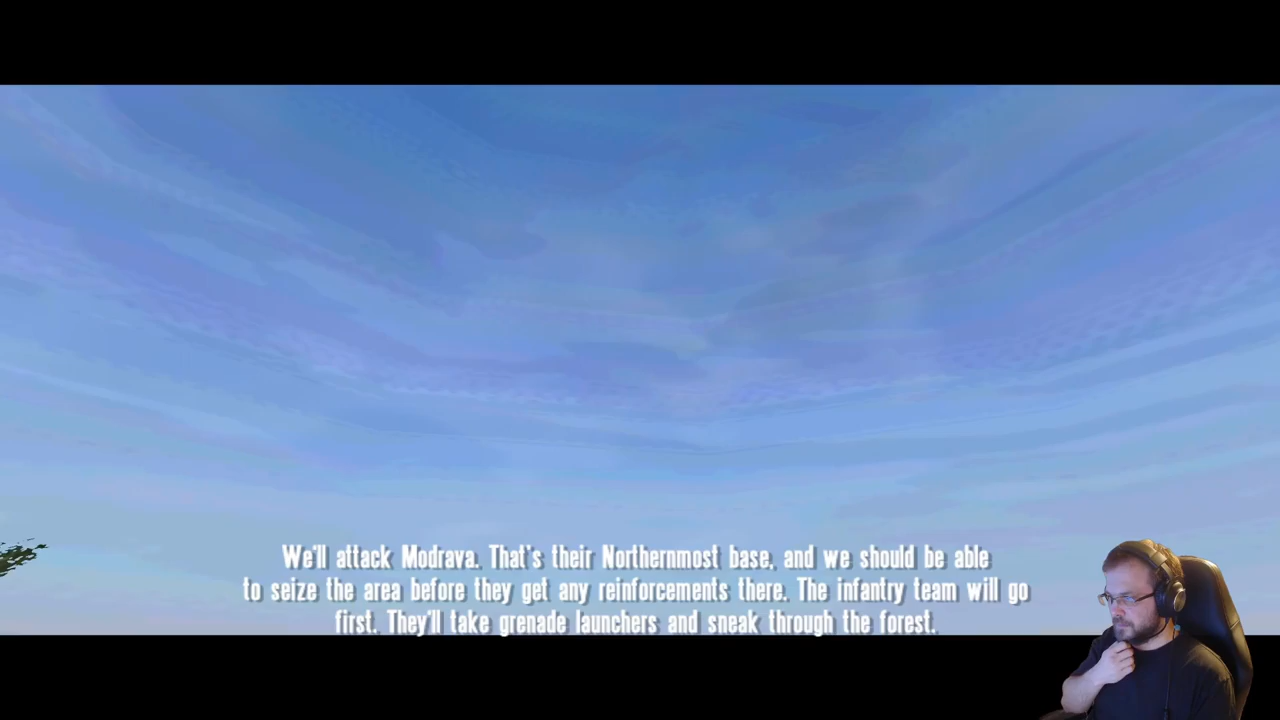 We'll attack Modrava. That's their Northernmost base, and we should be able
to seize the area before they get any reinforcements there. The infantry team will go
first. They'll take grenade launchers and sneak through the forest.